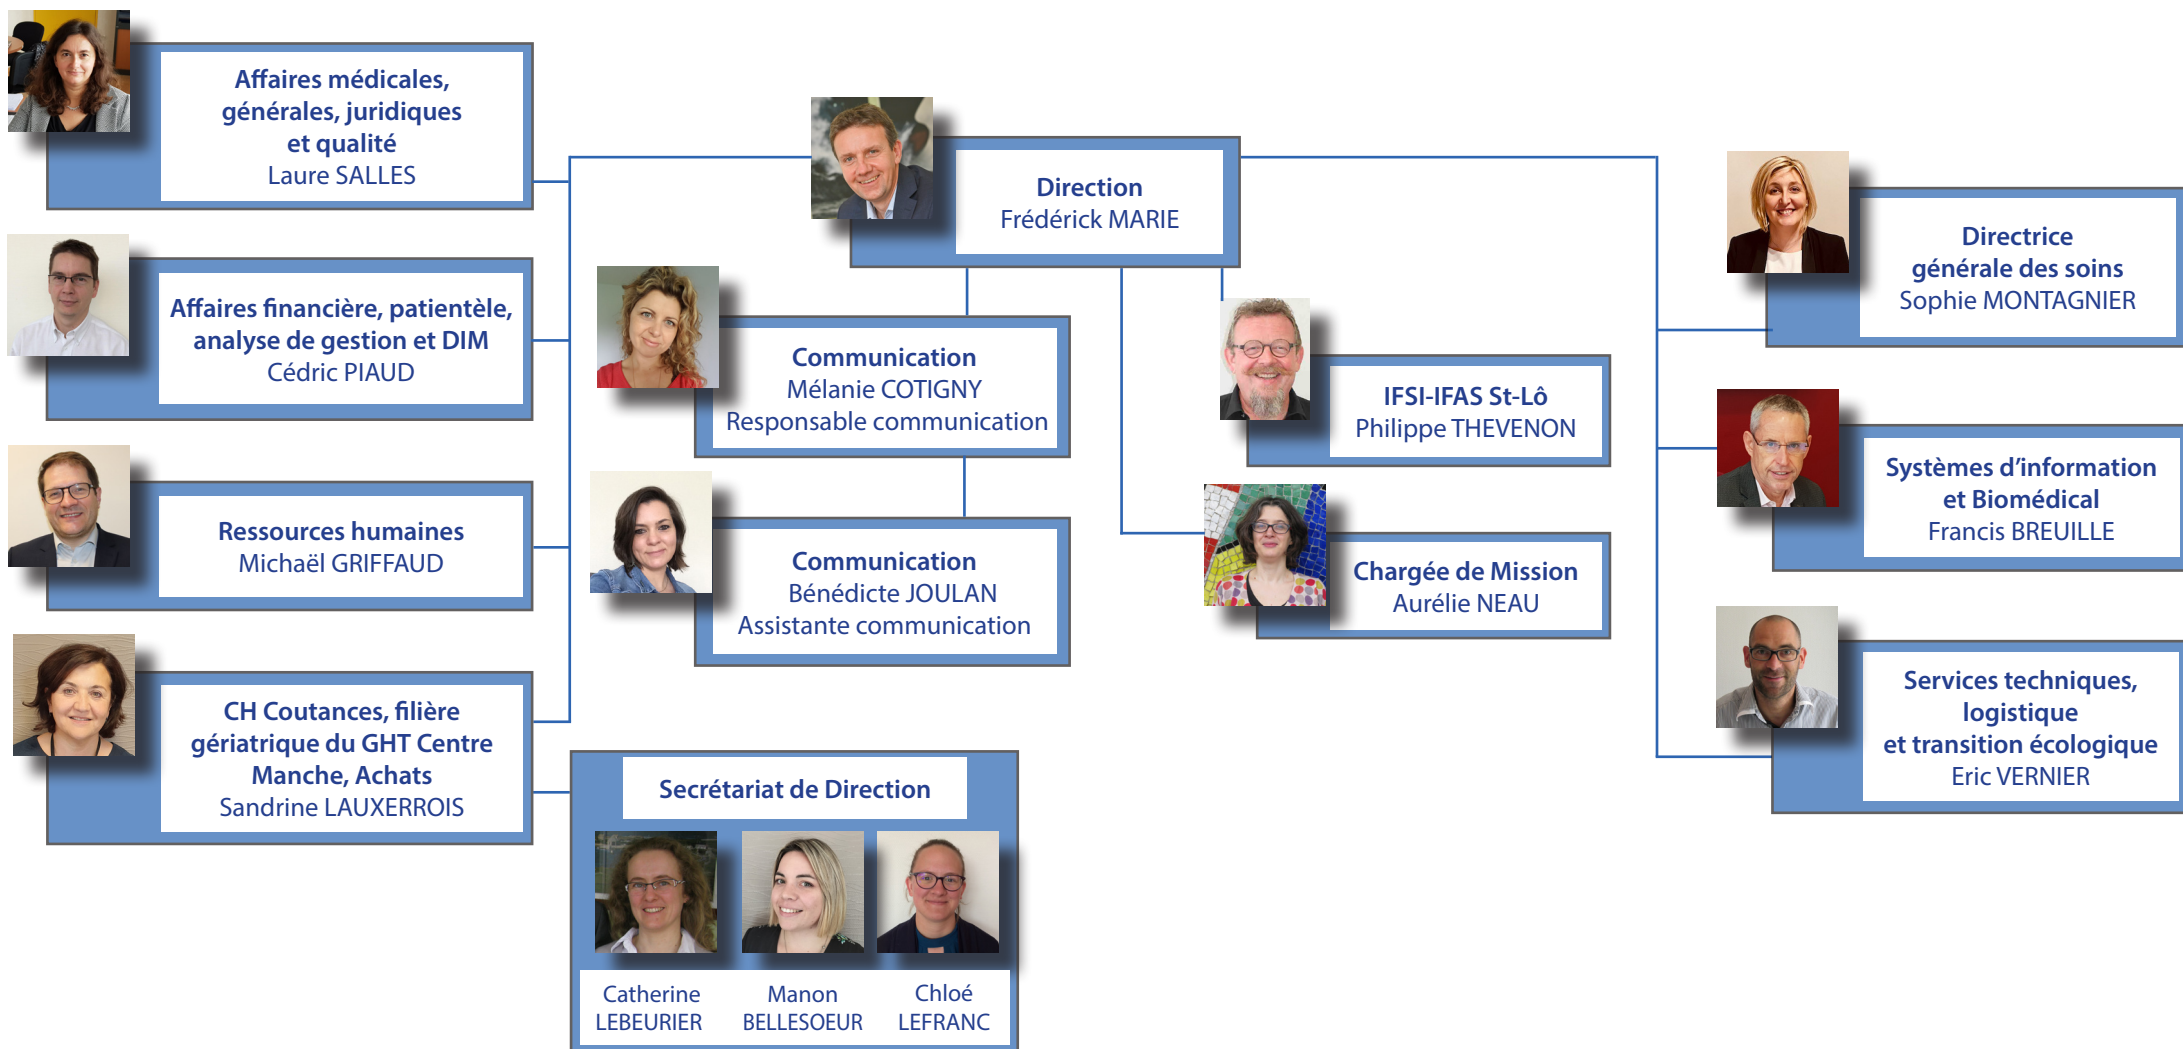 Affaires médicales,
générales, juridiques
et qualité
Laure SALLES
Affaires financière, patientèle,
analyse de gestion et DIM
Cédric PIAUD
Ressources humaines
Michaël GRIFFAUD
CH Coutances, filière
gériatrique du GHT Centre
Manche, Achats
Sandrine LAUXERROIS
Direction
Frédérick MARIE
Communication
Mélanie COTIGNY
Responsable communication
Communication
Bénédicte JOULAN
Assistante communication
IFSI-IFAS St-Lô
Philippe THEVENON
Chargée de Mission
Aurélie NEAU
Secrétariat de Direction
Catherine
LEBEURIER
Manon
BELLESOEUR
Chloé
LEFRANC
Directrice
générale des soins
Sophie MONTAGNIER
Systèmes d’information
et Biomédical
Francis BREUILLE
Services techniques,
logistique
et transition écologique
Eric VERNIER